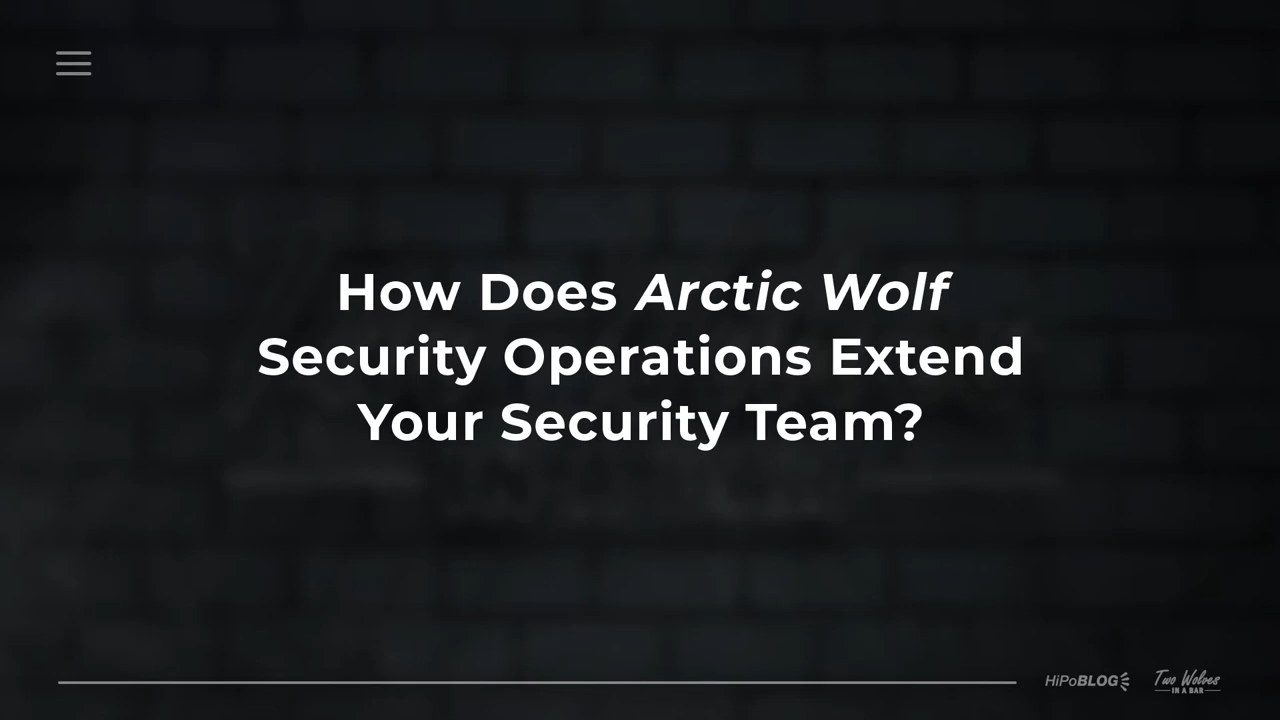 How Does Arctic Wolf
Security Operations Extend
Your Security Team?
HiPoBLOG
Two Wolves
IN A BAR